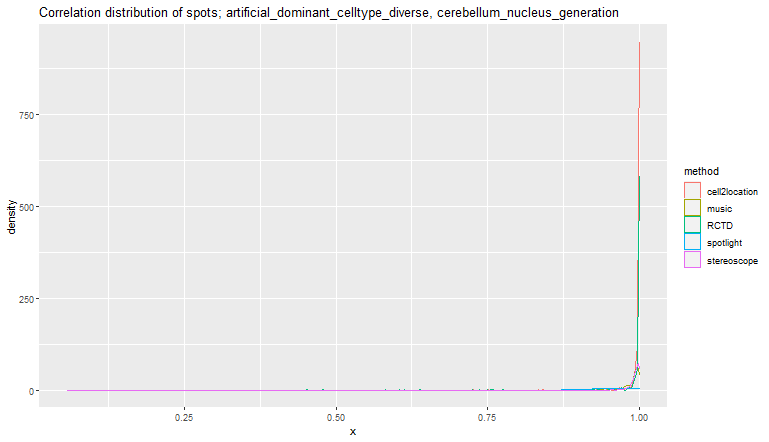 Correlation distribution of spots; artificial_dominant_celltype_diverse, cerebellum_nucleus_generation
density
750
500
250
0
0.25 0.50 0.75 1.00
x
method
cell2location
music
RCTD
spotlight
stereoscope